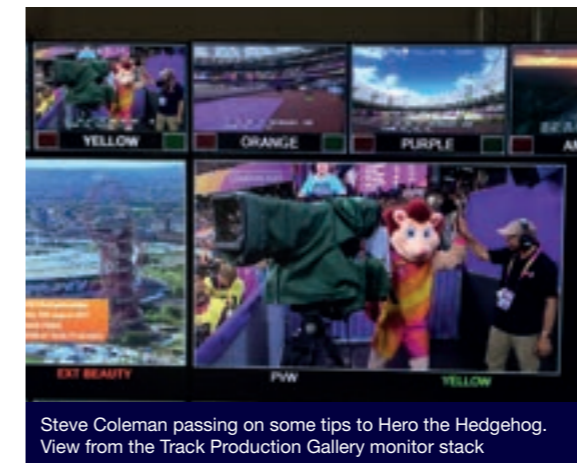 YELLOW
ORANGE
PURPLE
EXT BEAUTY
PVW
YELLOW
Steve Coleman passing on some tips to Hero the Hedgehog.
View from the Track Production Gallery monitor stack